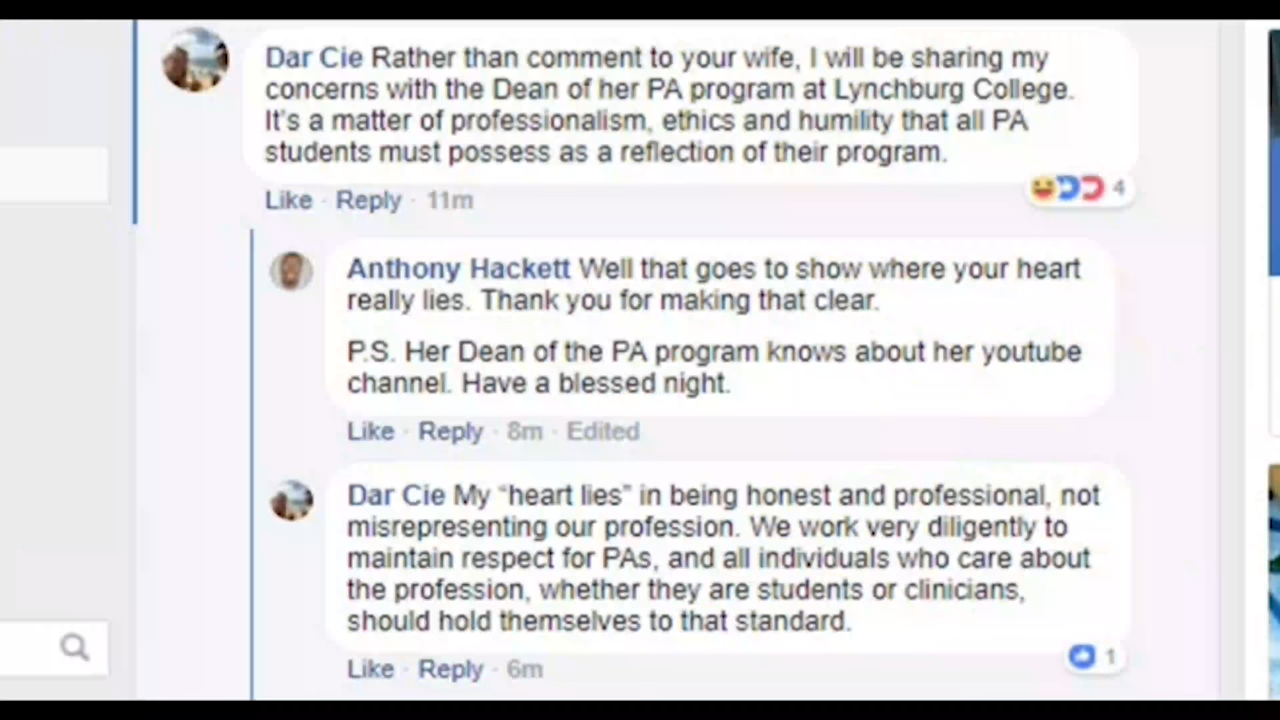 Dar Cie Rather than comment to your wife, I will be sharing my
concerns with the Dean of her PA program at Lynchburg College.
It's a matter of professionalism, ethics and humility that all PA
students must possess as a reflection of their program.
Like · Reply · 11m
4
Anthony Hackett Well that goes to show where your heart
really lies. Thank you for making that clear.
P.S. Her Dean of the PA program knows about her youtube
channel. Have a blessed night.
Like · Reply · 8m · Edited
Dar Cie My “heart lies” in being honest and professional, not
misrepresenting our profession. We work very diligently to
maintain respect for PAs, and all individuals who care about
the profession, whether they are students or clinicians,
should hold themselves to that standard.
1
Like · Reply · 6m